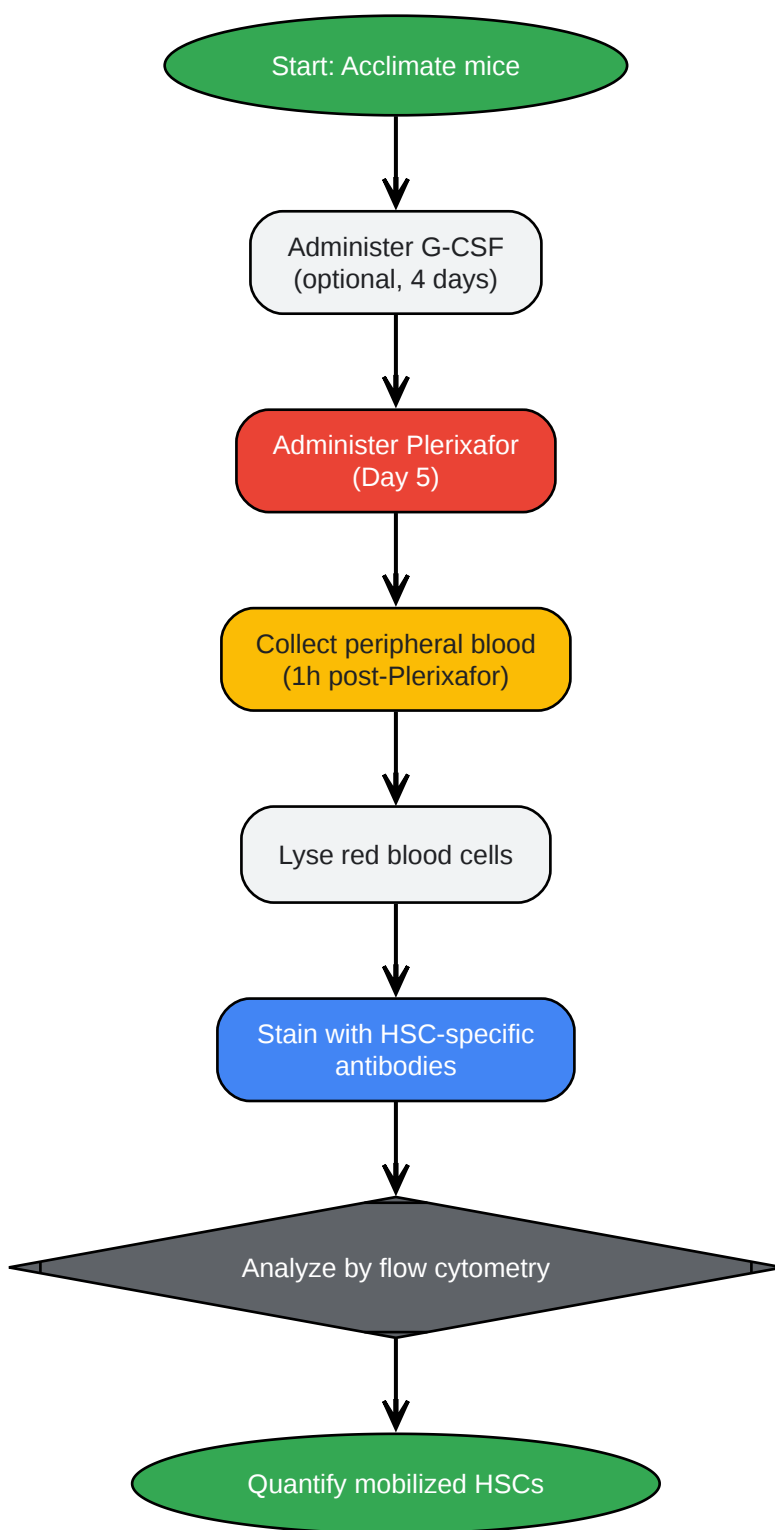 Start: Acclimate mice
Administer G-CSF
(optional, 4 days)
Administer Plerixafor
(Day 5)
Collect peripheral blood
(1h post-Plerixafor)
Lyse red blood cells
Stain with HSC-specific
antibodies
Analyze by flow cytometry
Quantify mobilized HSCs